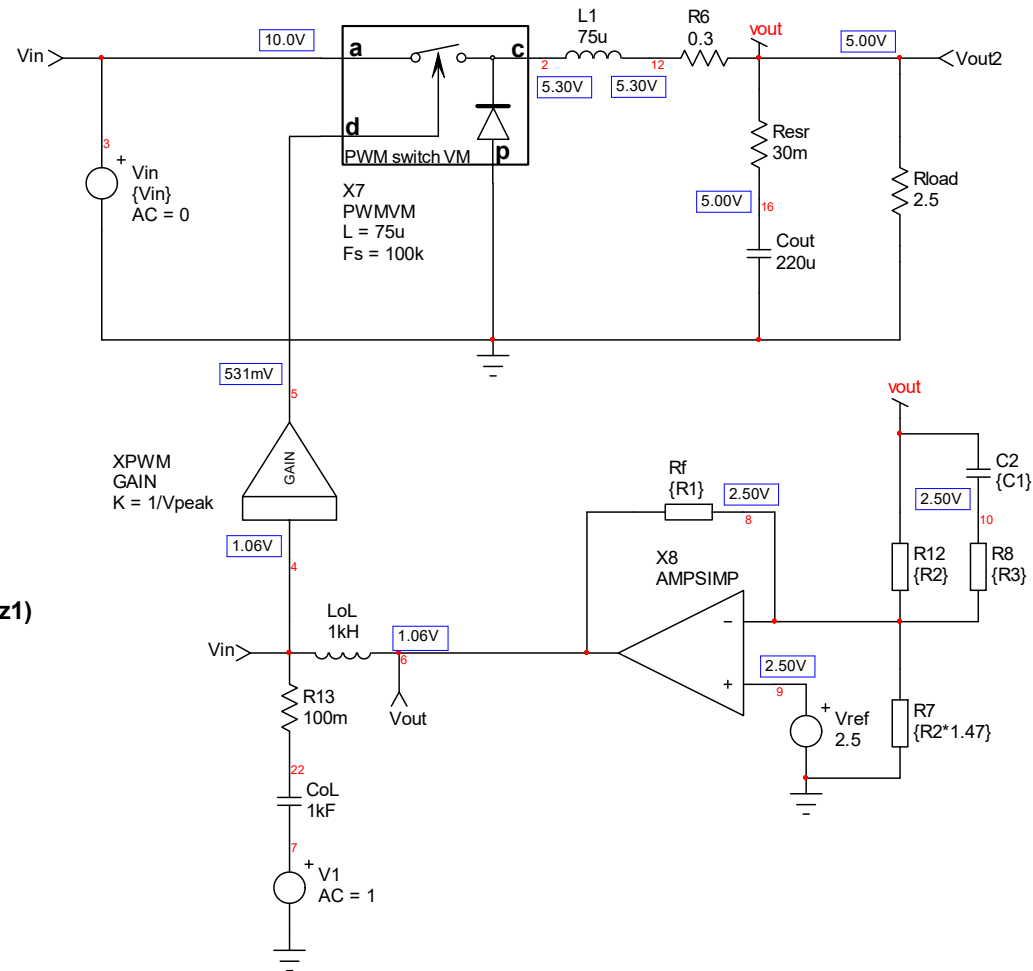 L1
75u
R6
0.3
vout
10.0V
5.00V
Vin
a
c
2
12
Vout2
5.30V
5.30V
d
p
PWM switch VM
3
+
Vin
{Vin}
AC = 0
X7
PWMVM
L = 75u
Fs = 100k
Resr
30m
5.00V
16
Cout
220u
Rload
2.5
531mV
5
XPWM
GAIN
K = 1/Vpeak
GAIN
1.06V
4
vout
C2
{C1}
2.50V
10
Rf
{R1}
2.50V
8
R12
{R2}
R8
{R3}
X8
AMPSIMP
z1)
LoL
1kH
1.06V
6
Vin
Vout
−
+
2.50V
9
+
Vref
2.5
R7
{R2*1.47}
R13
100m
22
CoL
1kF
7
+
V1
AC = 1